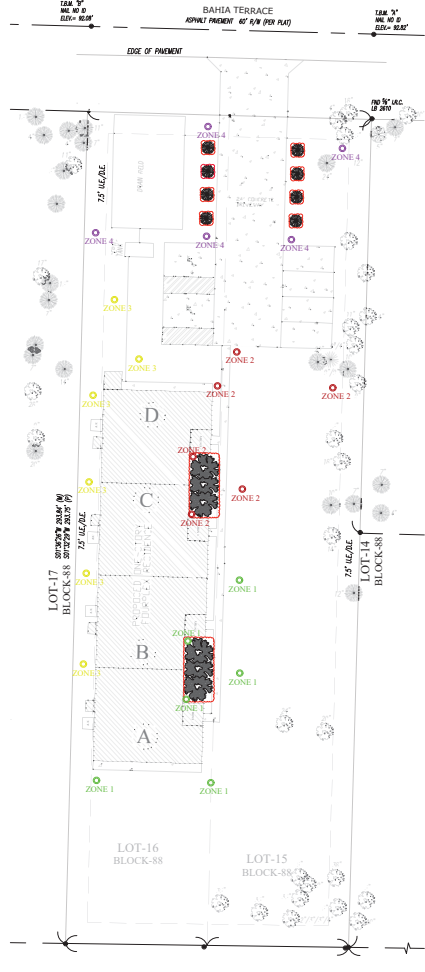 T.B.M. "B"
NAIL NO ID
ELEV.= 92.08'
BAHIA TERRACE
ASPHALT PAVEMENT 60' R/W (PER PLAT)
T.B.M. "A"
NAIL NO ID
ELEV.= 92.82'
EDGE OF PAVEMENT
FND 5/8" I.R.C.
LB 2610
ZONE 4
ZONE 4
7.5' U.E./D.E.
DRAIN FIELD
ZONE 4
ZONE 4
ZONE 4
ZONE 3
ZONE 2
ZONE 3
ZONE 2
ZONE 2
ZONE 3
D
ZONE 2
ZONE 3
C
ZONE 2
ZONE 2
7.5' U.E./D.E.
LOT-14
BLOCK-88
7.5' U.E./D.E.
LOT-17
BLOCK-88
ZONE 3
ZONE 1
ZONE 1
B
ZONE 3
ZONE 1
ZONE 1
A
ZONE 1
ZONE 1
LOT-16
BLOCK-88
LOT-15
BLOCK-88